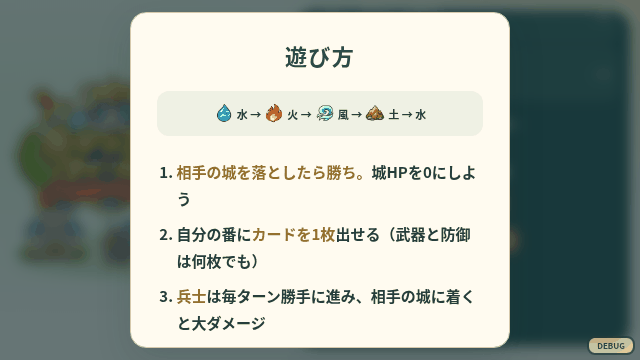 遊び方
水→ 火→ 風→ 土→水
1. 相手の城を落としたら勝ち。城HPを0にしよ
う
2. 自分の番にカードを1枚出せる（武器と防御
は何枚でも）
3. 兵士は毎ターン勝手に進み、相手の城に着く
と大ダメージ
DEBUG